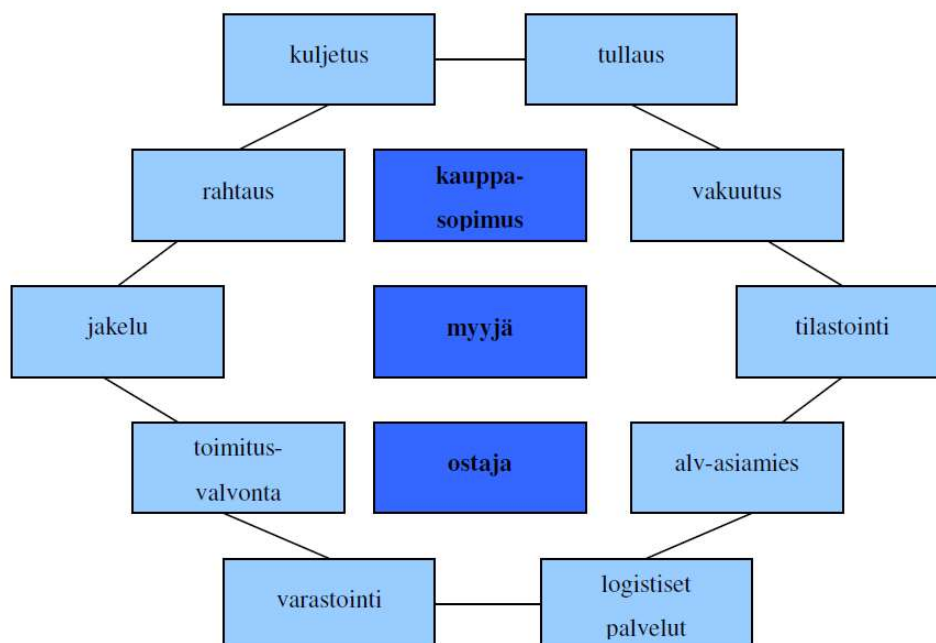 kuljetus
tullaus
rahtaus
kauppa-
sopimus
vakuutus
jakelu
myyjä
tilastointi
toimitus-
valvonta
ostaja
alv-asiamies
varastointi
logistiset
palvelut